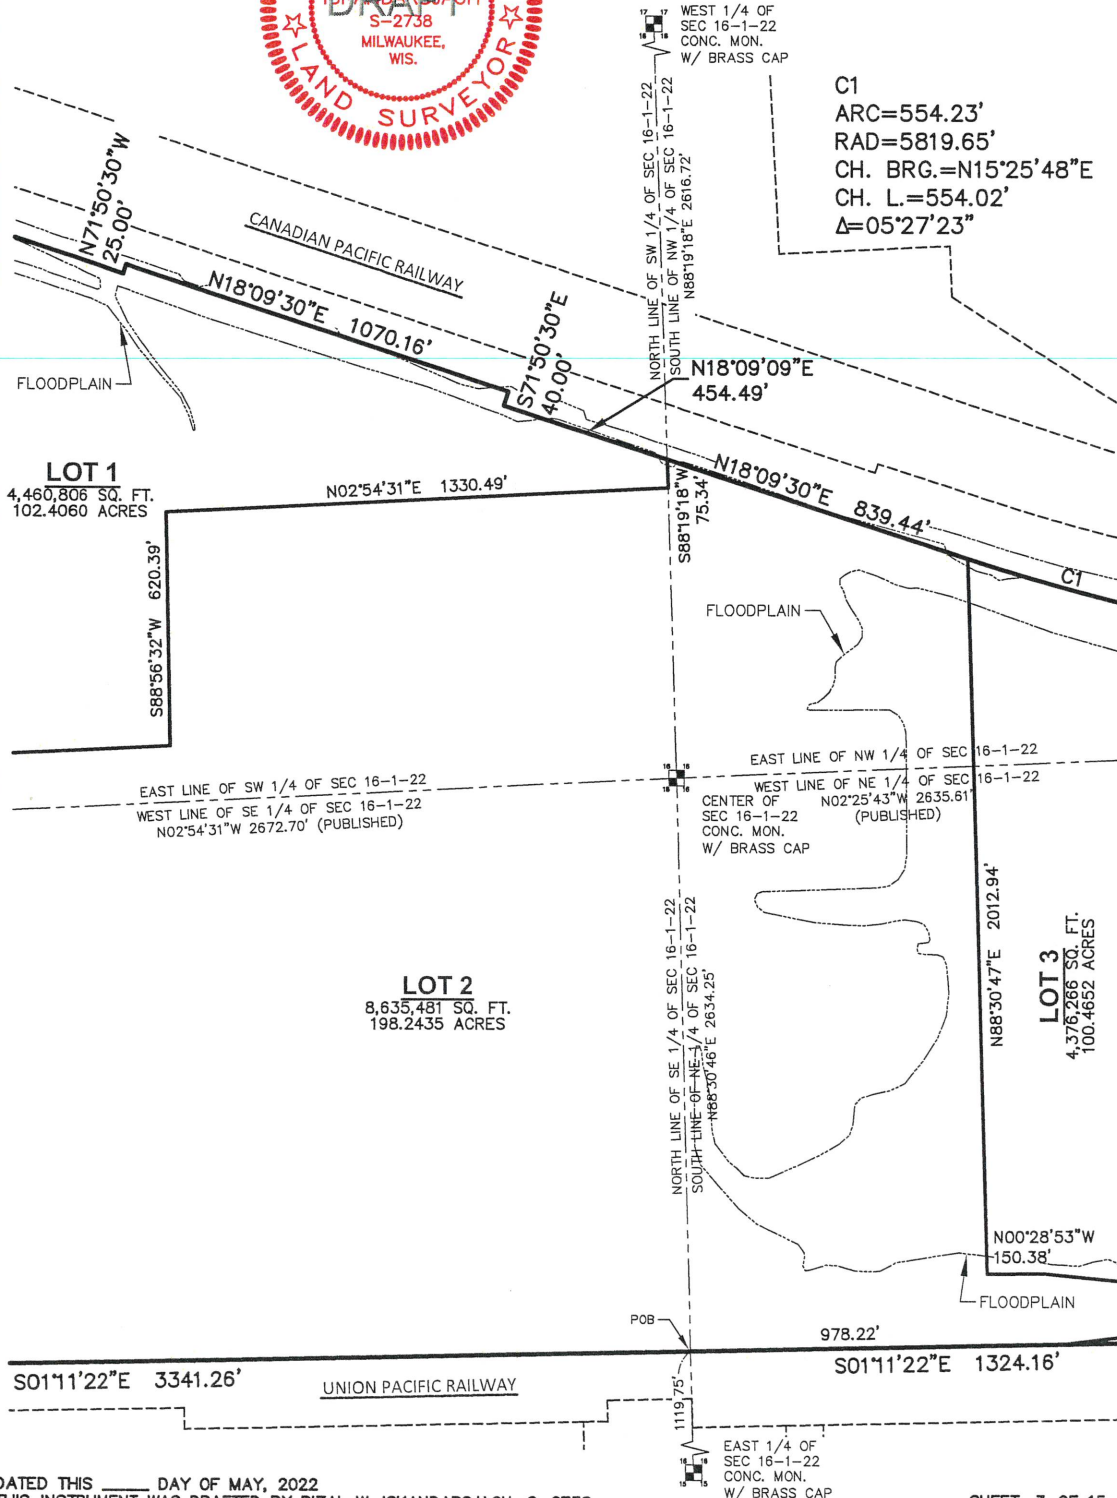 DRAFT
S-2738
MILWAUKEE,
WIS.
LAND SURVEYOR
17 17
18 16
WEST 1/4 OF
SEC 16-1-22
CONC. MON.
W/ BRASS CAP
C1
ARC=554.23'
RAD=5819.65'
CH. BRG.=N15°25'48"E
CH. L.=554.02'
Δ=05°27'23"
NORTH LINE OF SW 1/4 OF SEC 16-1-22
SOUTH LINE OF NW 1/4 OF SEC 16-1-22
N88°19'18"E 2616.72'
N71°50'30"W
25.00'
CANADIAN PACIFIC RAILWAY
N18°09'30"E 1070.16'
S71°50'30"E
40.00'
N18°09'09"E
454.49'
FLOODPLAIN
LOT 1
4,460,806 SQ. FT.
102.4060 ACRES
N02°54'31"E 1330.49'
S88°19'18"W
75.34'
N18°09'30"E 839.44'
C1
S88°56'32"W 620.39'
FLOODPLAIN
EAST LINE OF SW 1/4 OF SEC 16-1-22
WEST LINE OF SE 1/4 OF SEC 16-1-22
N02°54'31"W 2672.70' (PUBLISHED)
EAST LINE OF NW 1/4 OF SEC 16-1-22
WEST LINE OF NE 1/4 OF SEC 16-1-22
N02°25'43"W 2635.61'
(PUBLISHED)
16 16
16 16
CENTER OF
SEC 16-1-22
CONC. MON.
W/ BRASS CAP
LOT 2
8,635,481 SQ. FT.
198.2435 ACRES
NORTH LINE OF SE 1/4 OF SEC 16-1-22
SOUTH LINE OF NE 1/4 OF SEC 16-1-22
N88°30'46"E 2634.25'
N88°30'47"E 2012.94'
LOT 3
4,376,266 SQ. FT.
100.4652 ACRES
N00°28'53"W
150.38'
FLOODPLAIN
POB
978.22'
S01°11'22"E 3341.26'
S01°11'22"E 1324.16'
UNION PACIFIC RAILWAY
1119.75'
16 16
15 15
EAST 1/4 OF
SEC 16-1-22
CONC. MON.
W/ BRASS CAP
DATED THIS ____ DAY OF MAY, 2022